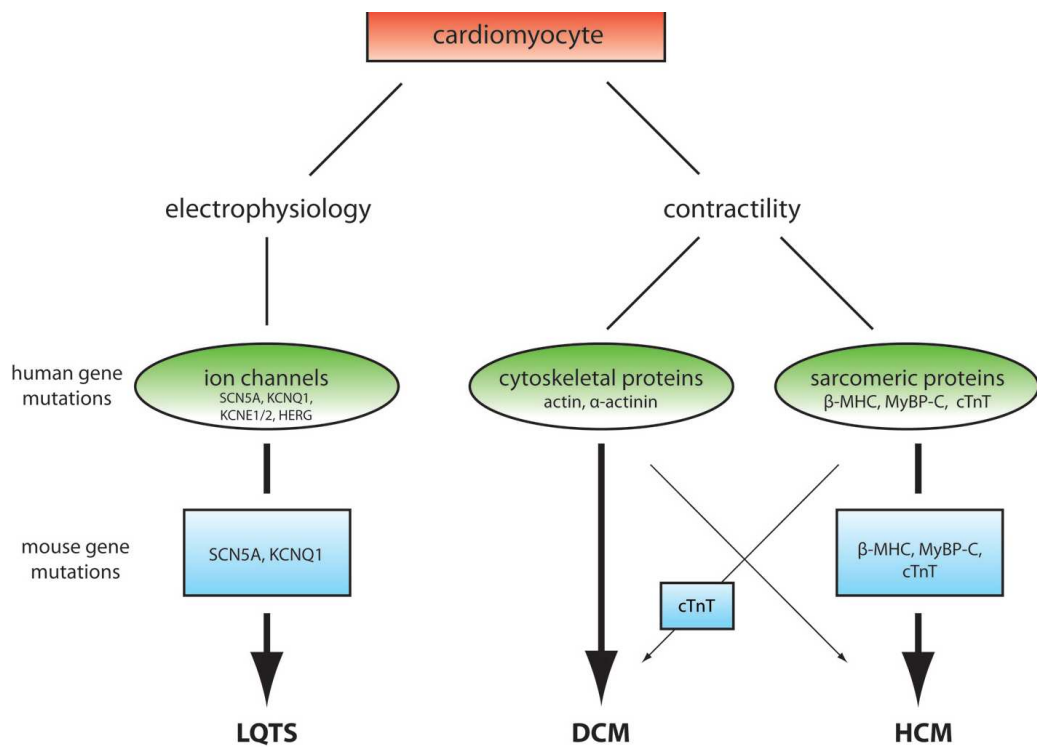 cardiomyocyte
electrophysiology
contractility
human gene
mutations
ion channels
SCN5A, KCNQ1,
KCNE1/2, HERG
cytoskeletal proteins
actin, α-actinin
sarcomeric proteins
β-MHC, MyBP-C, cTnT
mouse gene
mutations
SCN5A, KCNQ1
β-MHC, MyBP-C,
cTnT
cTnT
LQTS
DCM
HCM